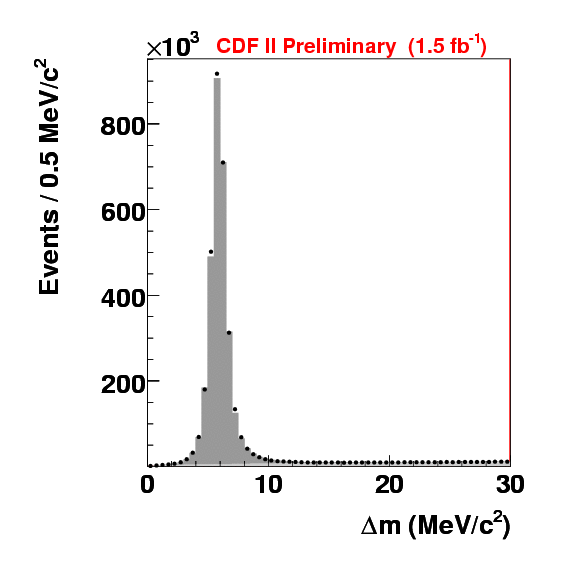 ×10³
CDF II Preliminary (1.5 fb⁻¹)
Events / 0.5 MeV/c²
800
600
400
200
0 10 20 30
Δm (MeV/c²)